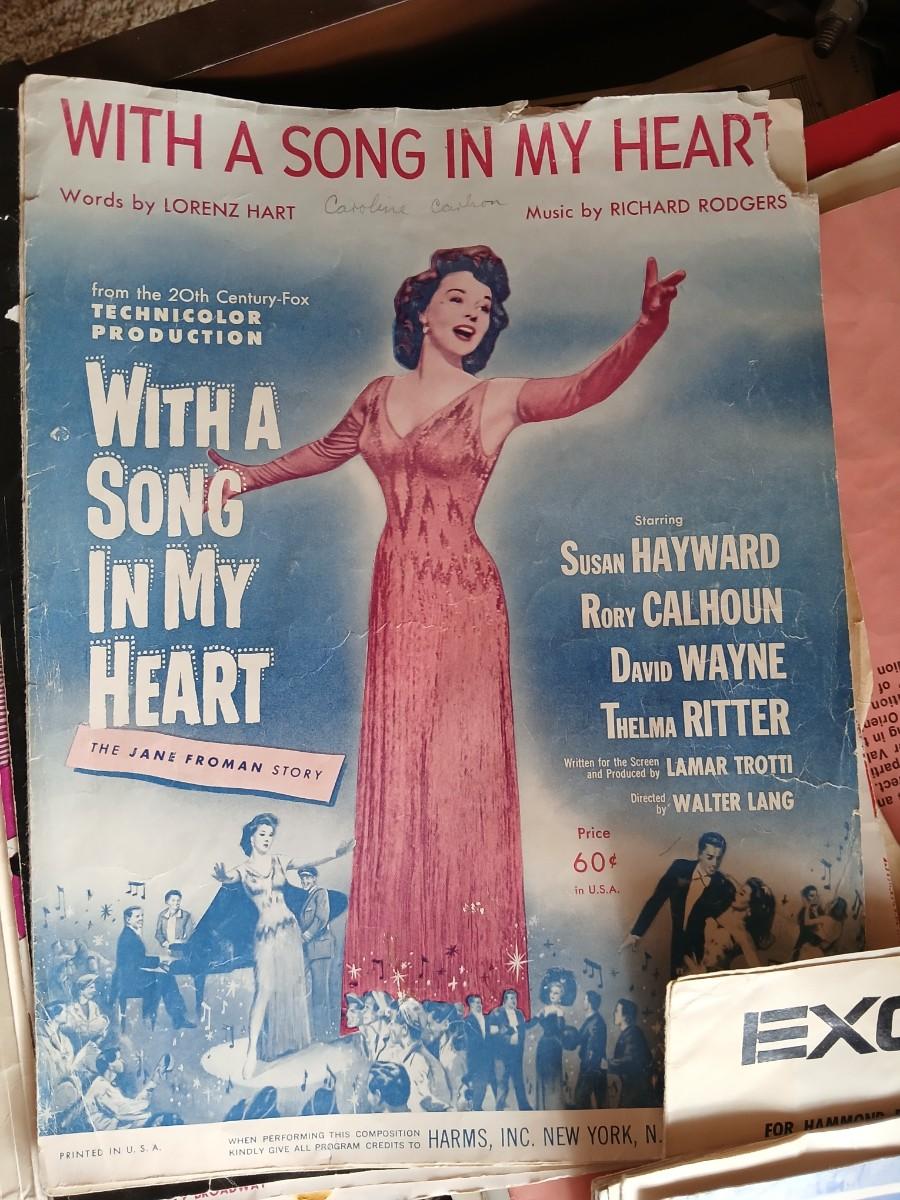 WITH A SONG IN MY HEART
Words by LORENZ HART
Caroline
Music by RICHARD RODGERS
from the 20th Century-Fox
TECHNICOLOR
PRODUCTION
WITH A
SONG
IN MY
HEART
THE JANE FROMAN STORY
Starring
SUSAN HAYWARD
RORY CALHOUN
DAVID WAYNE
THELMA RITTER
Written for the Screen
and Produced by LAMAR TROTTI
Directed
by WALTER LANG
Price
60¢
in U.S.A.
PRINTED IN U. S. A.
WHEN PERFORMING THIS COMPOSITION
KINDLY GIVE ALL PROGRAM CREDITS TO
HARMS, INC. NEW YORK, N.
EXC
FOR HAMMOND
BROADWAY